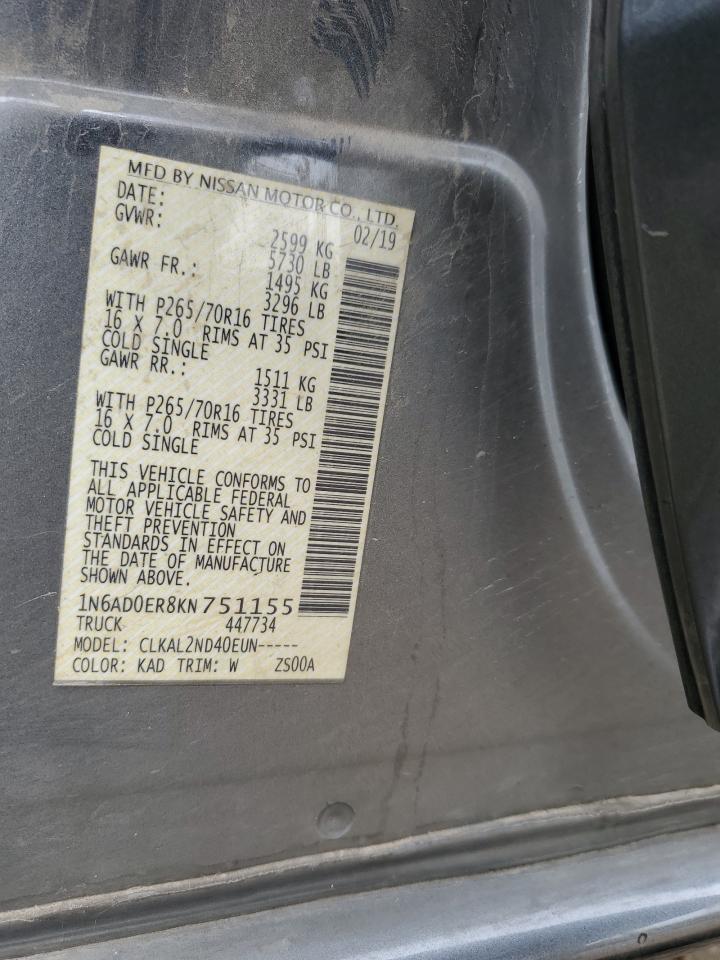 MFD BY NISSAN MOTOR CO., LTD.
DATE: 02/19
GVWR: 2599 KG
5730 LB
GAWR FR.: 1495 KG
3296 LB
WITH P265/70R16 TIRES
16 X 7.0 RIMS AT 35 PSI
COLD SINGLE
GAWR RR.: 1511 KG
3331 LB
WITH P265/70R16 TIRES
16 X 7.0 RIMS AT 35 PSI
COLD SINGLE
THIS VEHICLE CONFORMS TO
ALL APPLICABLE FEDERAL
MOTOR VEHICLE SAFETY AND
THEFT PREVENTION
STANDARDS IN EFFECT ON
THE DATE OF MANUFACTURE
SHOWN ABOVE.
1N6AD0ER8KN751155
TRUCK 447734
MODEL: CLKAL2ND40EUN-----
COLOR: KAD TRIM: W ZS00A